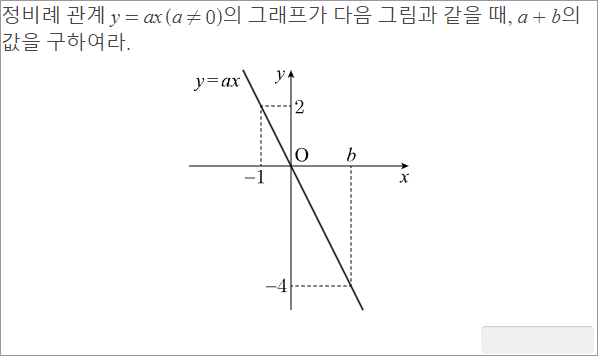 정비례 관계 y = ax (a ≠ 0)의 그래프가 다음 그림과 같을 때, a + b의
값을 구하여라.
y=ax
y
2
O
b
−1
x
−4